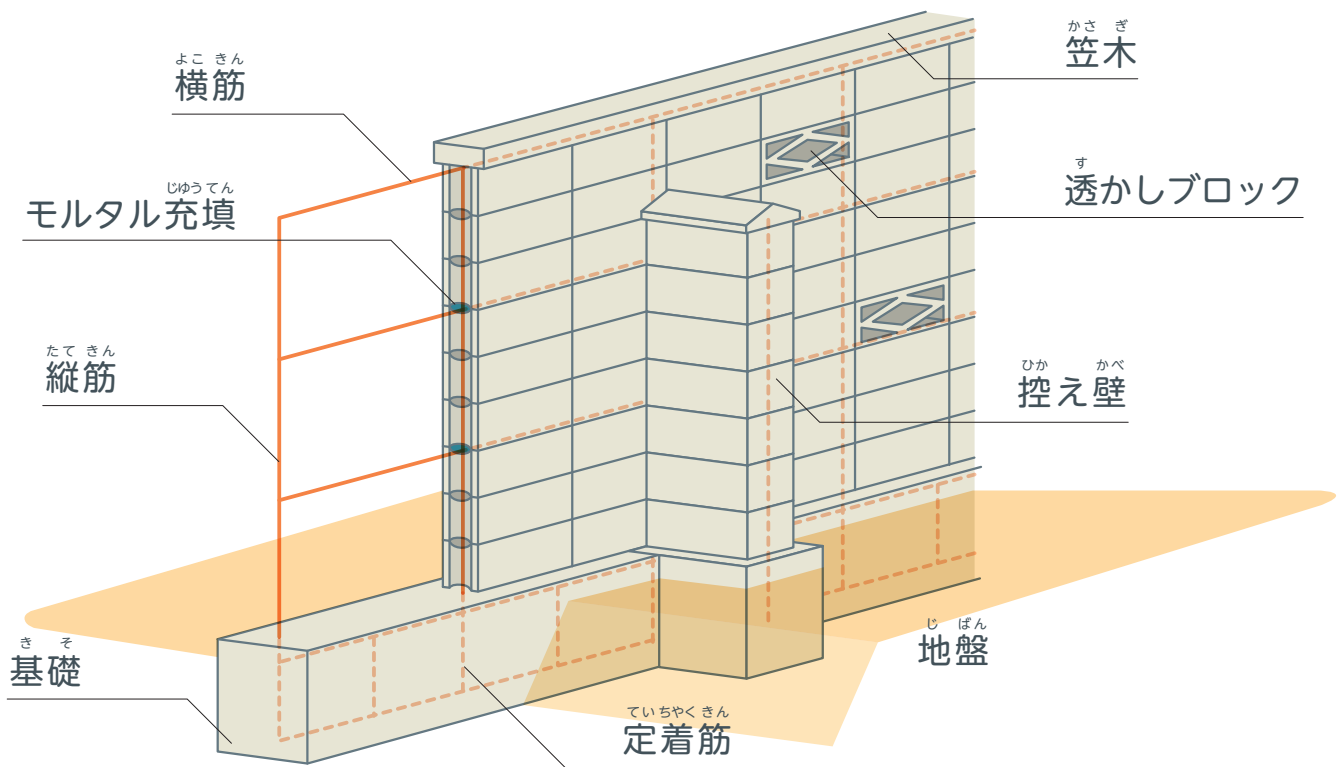 かさ ぎ
笠木
よこ きん
横筋
す
透かしブロック
じゆうてん
モルタル充填
たて きん
縦筋
ひか かべ
控え壁
き そ
基礎
じ ばん
地盤
ていちやくきん
定着筋